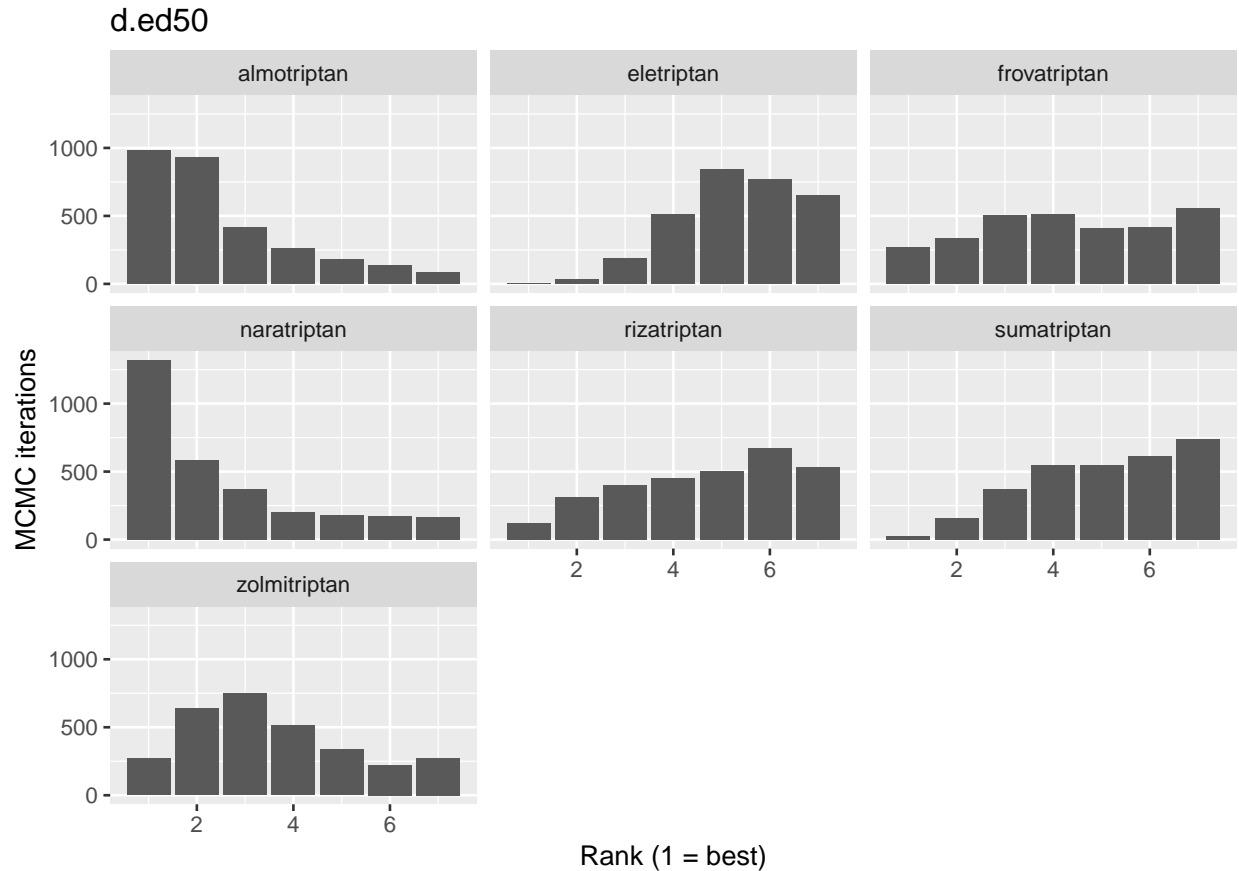 d.ed50
almotriptan
eletriptan
frovatriptan
1000
500
0
naratriptan
rizatriptan
sumatriptan
1000
500
0
2 4 6
2 4 6
zolmitriptan
1000
500
0
2 4 6
MCMC iterations
Rank (1 = best)